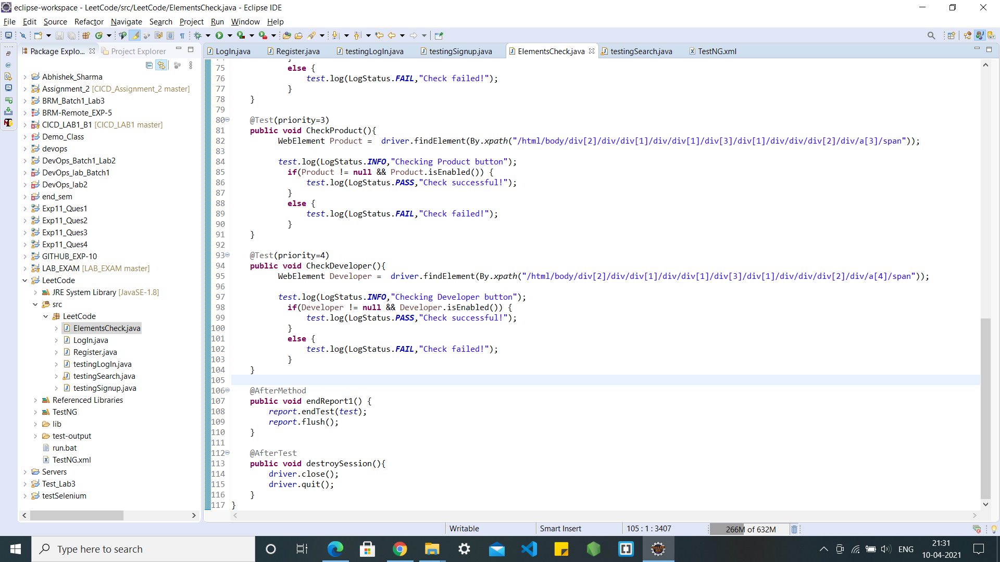 eclipse-workspace - LeetCode/src/LeetCode/ElementsCheck.java - Eclipse IDE
File Edit Source Refactor Navigate Search Project Run Window Help
Package Explo... Project Explorer
Abhishek_Sharma
Assignment_2 [CICD_Assignment_2 master]
BRM_Batch1_Lab3
BRM-Remote_EXP-5
CICD_LAB1_B1 [CICD_LAB1 master]
Demo_Class
devops
DevOps_Batch1_Lab2
DevOps_lab_Batch1
DevOps_lab2
end_sem
Exp11_Ques1
Exp11_Ques2
Exp11_Ques3
Exp11_Ques4
GITHUB_EXP-10
LAB_EXAM [LAB_EXAM master]
LeetCode
JRE System Library [JavaSE-1.8]
src
LeetCode
ElementsCheck.java
LogIn.java
Register.java
testingLogIn.java
testingSearch.java
testingSignup.java
Referenced Libraries
TestNG
lib
test-output
run.bat
TestNG.xml
Servers
Test_Lab3
testSelenium
LogIn.java Register.java testingLogIn.java testingSignup.java ElementsCheck.java testingSearch.java TestNG.xml
75 else {
76 test.log(LogStatus.FAIL,"Check failed!");
77 }
78 }
79
80 @Test(priority=3)
81 public void CheckProduct(){
82 WebElement Product = driver.findElement(By.xpath("/html/body/div[2]/div/div[1]/div/div[1]/div[3]/div[1]/div/div/div[2]/div/a[3]/span"));
83
84 test.log(LogStatus.INFO,"Checking Product button");
85 if(Product != null && Product.isEnabled()) {
86 test.log(LogStatus.PASS,"Check successful!");
87 }
88 else {
89 test.log(LogStatus.FAIL,"Check failed!");
90 }
91 }
92
93 @Test(priority=4)
94 public void CheckDeveloper(){
95 WebElement Developer = driver.findElement(By.xpath("/html/body/div[2]/div/div[1]/div/div[1]/div[3]/div[1]/div/div/div[2]/div/a[4]/span"));
96
97 test.log(LogStatus.INFO,"Checking Developer button");
98 if(Developer != null && Developer.isEnabled()) {
99 test.log(LogStatus.PASS,"Check successful!");
100 }
101 else {
102 test.log(LogStatus.FAIL,"Check failed!");
103 }
104 }
105
106 @AfterMethod
107 public void endReport1() {
108 report.endTest(test);
109 report.flush();
110 }
111
112 @AfterTest
113 public void destroySession(){
114 driver.close();
115 driver.quit();
116 }
117 }
Writable Smart Insert 105 : 1 : 3407 266M of 632M
Type here to search
ENG
21:31
10-04-2021